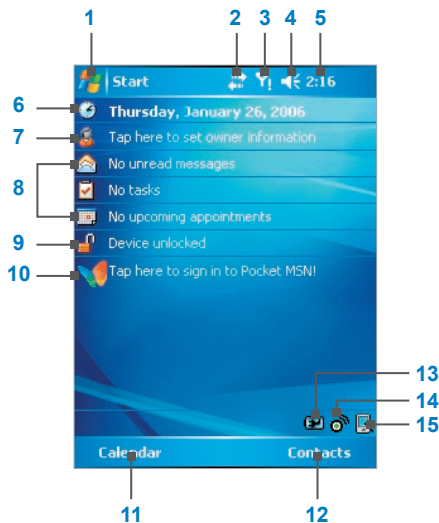 1 2 3 4 5
Start 2:16
6 Thursday, January 26, 2006
7 Tap here to set owner information
No unread messages
8 No tasks
No upcoming appointments
9 Device unlocked
10 Tap here to sign in to Pocket MSN!
13
14
15
Calendar Contacts
11 12